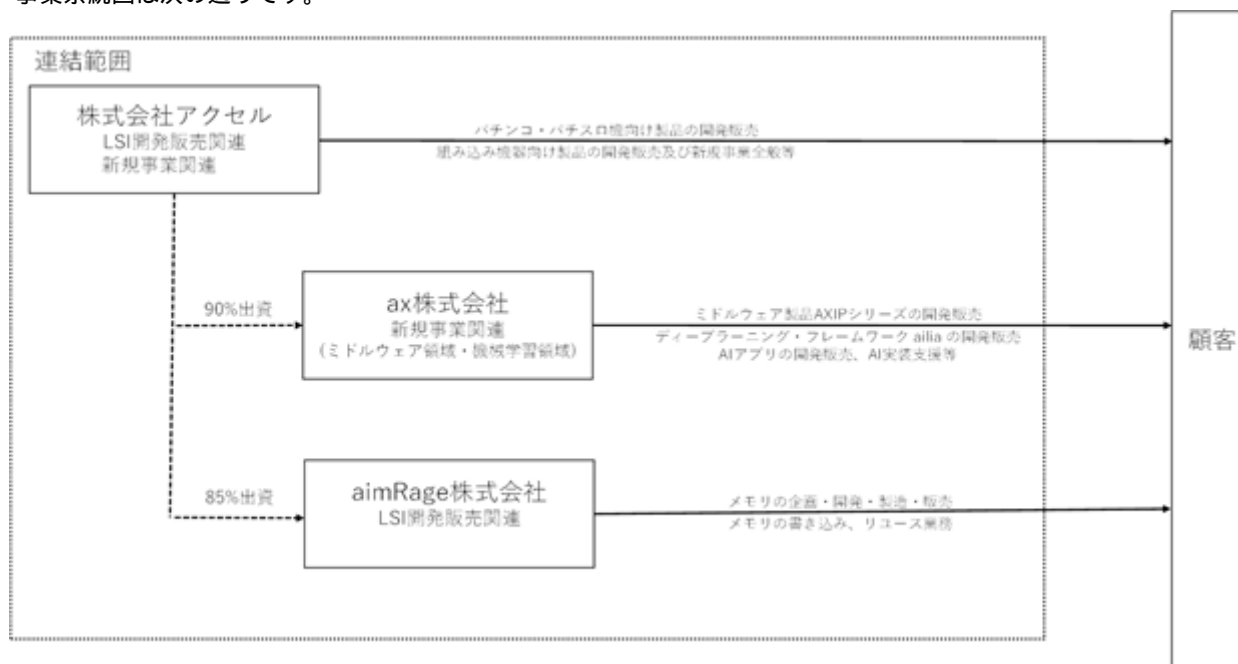 事業系統図は次の通りです。
連結範囲
株式会社アクセル
LSI開発販売関連
新規事業関連
パチンコ・パチスロ機向け製品の開発販売
組み込み機器向け製品の開発販売及び新規事業全般等
90%出資
ax株式会社
新規事業関連
(ミドルウェア領域・機械学習領域)
ミドルウェア製品AXIPシリーズの開発販売
ディープラーニング・フレームワーク ailia の開発販売
AIアプリの開発販売、AI実装支援等
顧客
85%出資
aimRage株式会社
LSI開発販売関連
メモリの企画・開発・製造・販売
メモリの書き込み、リユース業務